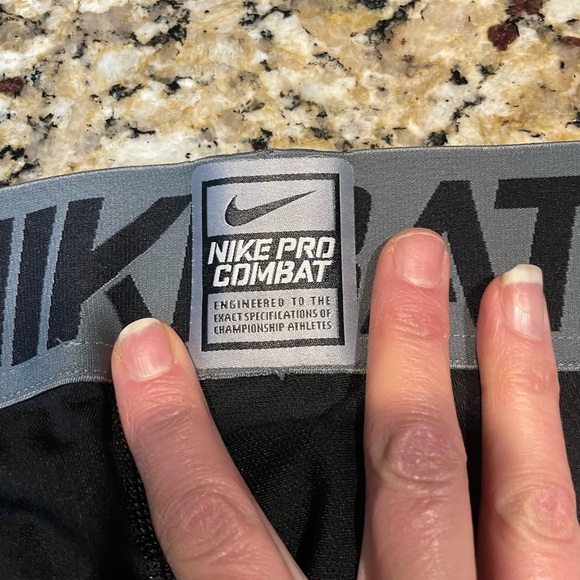 NIKE PRO
COMBAT
ENGINEERED TO THE
EXACT SPECIFICATIONS OF
CHAMPIONSHIP ATHLETES